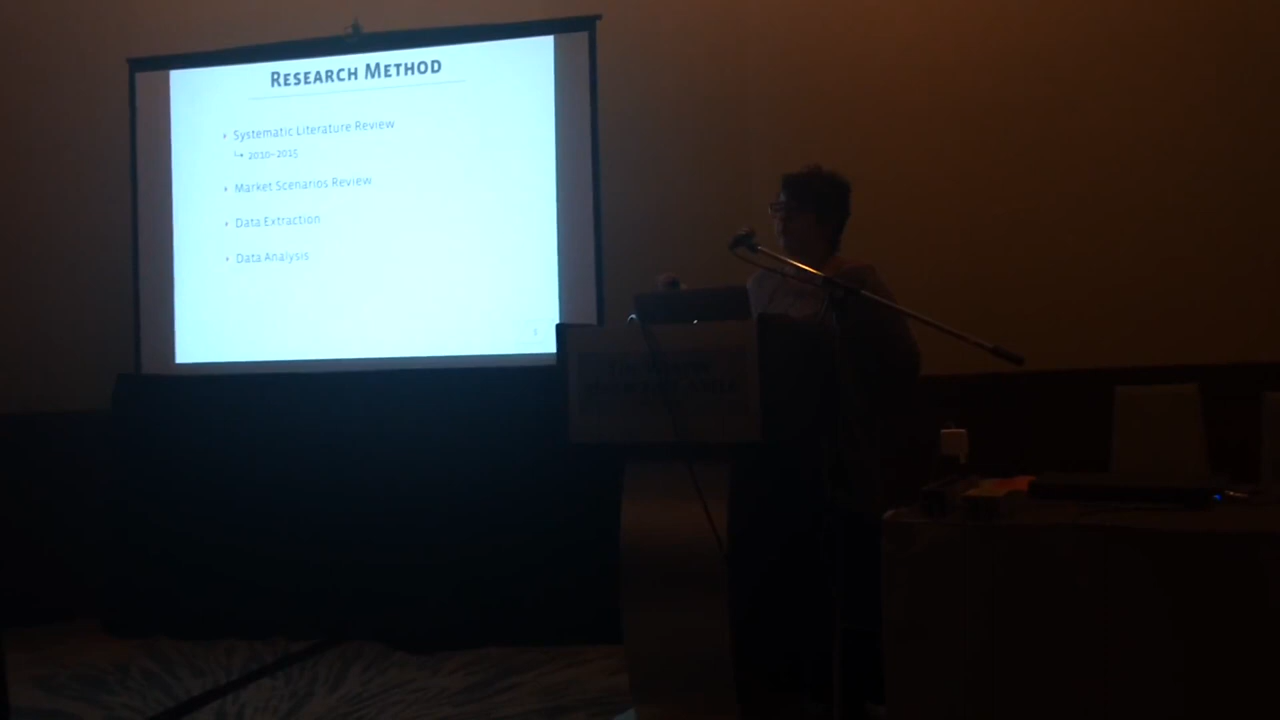 RESEARCH METHOD
Systematic Literature Review
2010-2015
Market Scenarios Review
Data Extraction
Data Analysis